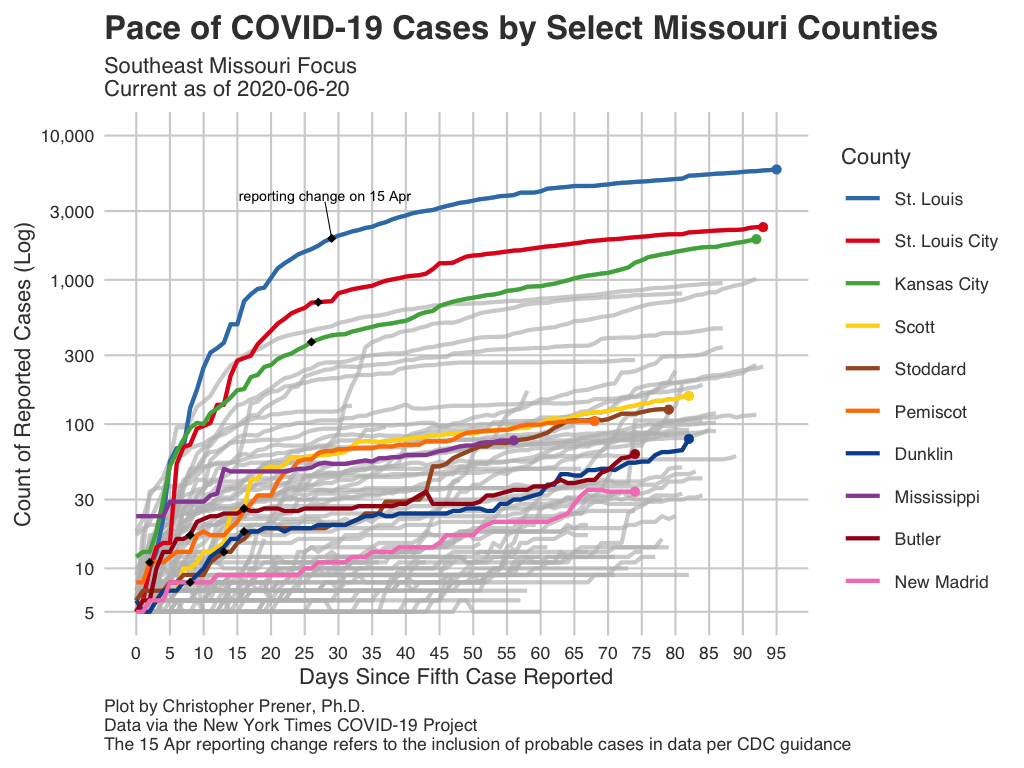 Pace of COVID-19 Cases by Select Missouri Counties
Southeast Missouri Focus
Current as of 2020-06-20
Count of Reported Cases (Log)
10,000
3,000
1,000
300
100
30
10
5
reporting change on 15 Apr
0 5 10 15 20 25 30 35 40 45 50 55 60 65 70 75 80 85 90 95
Days Since Fifth Case Reported
County
St. Louis
St. Louis City
Kansas City
Scott
Stoddard
Pemiscot
Dunklin
Mississippi
Butler
New Madrid
Plot by Christopher Prener, Ph.D.
Data via the New York Times COVID-19 Project
The 15 Apr reporting change refers to the inclusion of probable cases in data per CDC guidance